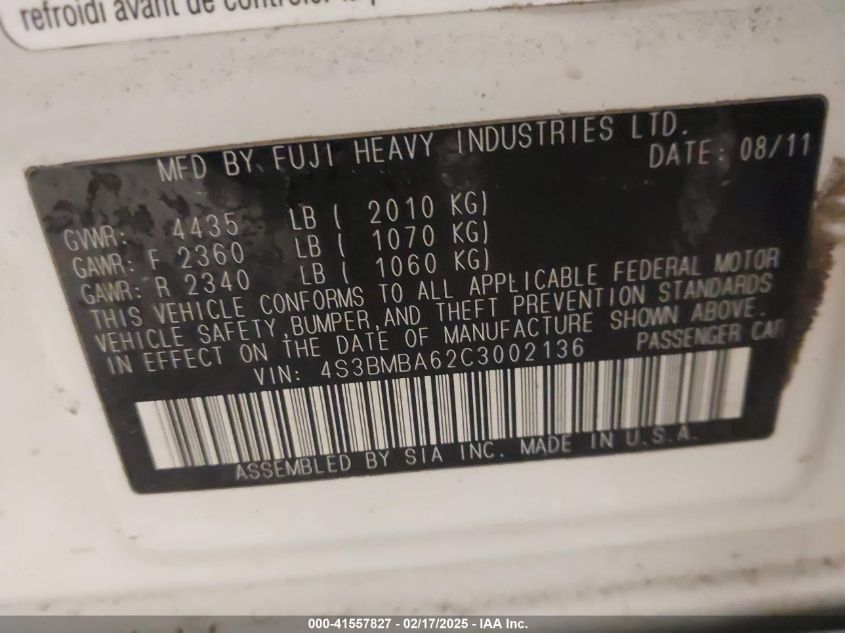 refroidi avant de contrôler
MFD BY FUJI HEAVY INDUSTRIES LTD.
DATE: 08/11
GVWR: 4435 LB ( 2010 KG)
GAWR: F 2360 LB ( 1070 KG)
GAWR: R 2340 LB ( 1060 KG)
THIS VEHICLE CONFORMS TO ALL APPLICABLE FEDERAL MOTOR
VEHICLE SAFETY,BUMPER,AND THEFT PREVENTION STANDARDS
IN EFFECT ON THE DATE OF MANUFACTURE SHOWN ABOVE.
VIN: 4S3BMBA62C3002136 PASSENGER CAR
ASSEMBLED BY SIA INC. MADE IN U.S.A.
000-41557827 - 02/17/2025 - IAA Inc.